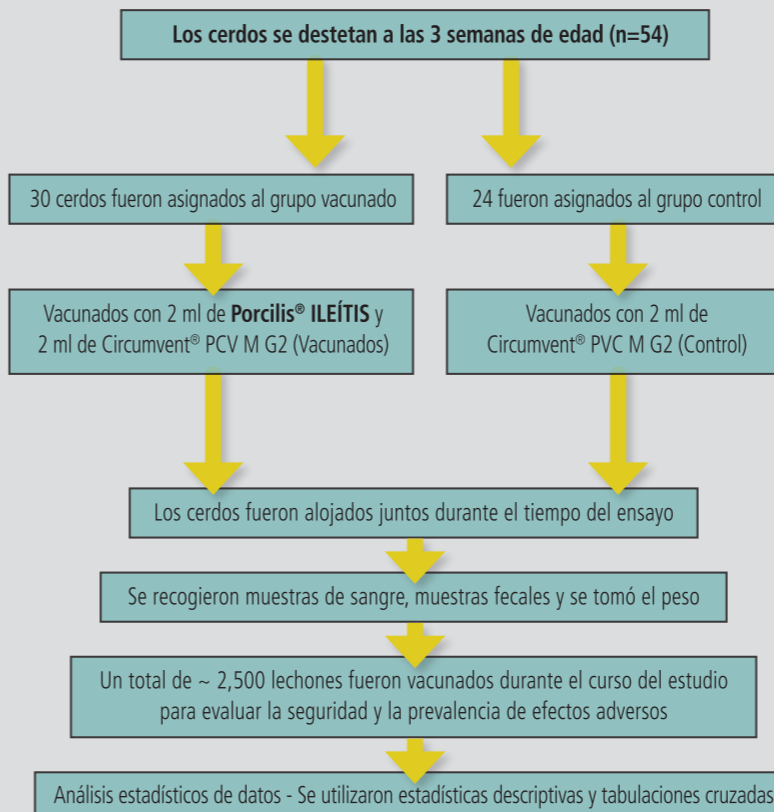 Los cerdos se destetan a las 3 semanas de edad (n=54)
30 cerdos fueron asignados al grupo vacunado
24 fueron asignados al grupo control
Vacunados con 2 ml de Porcilis® ILEÍTIS y
2 ml de Circumvent® PCV M G2 (Vacunados)
Vacunados con 2 ml de
Circumvent® PVC M G2 (Control)
Los cerdos fueron alojados juntos durante el tiempo del ensayo
Se recogieron muestras de sangre, muestras fecales y se tomó el peso
Un total de ~ 2,500 lechones fueron vacunados durante el curso del estudio
para evaluar la seguridad y la prevalencia de efectos adversos
Análisis estadísticos de datos - Se utilizaron estadísticas descriptivas y tabulaciones cruzadas